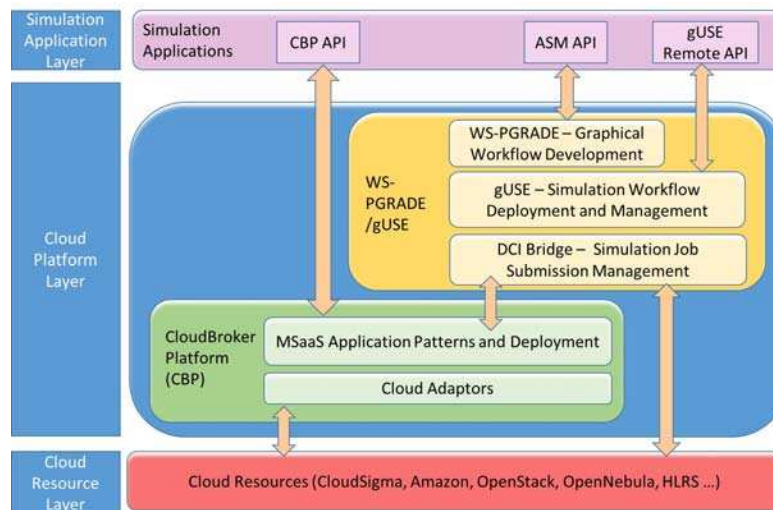 Simulation
Application
Layer
Simulation
Applications
CBP API
ASM API
gUSE
Remote API
Cloud
Platform
Layer
WS-
PGRADE
/gUSE
WS-PGRADE – Graphical
Workflow Development
gUSE – Simulation Workflow
Deployment and Management
DCI Bridge – Simulation Job
Submission Management
CloudBroker
Platform
(CBP)
MSaaS Application Patterns and Deployment
Cloud Adaptors
Cloud
Resource
Layer
Cloud Resources (CloudSigma, Amazon, OpenStack, OpenNebula, HLRS ...)